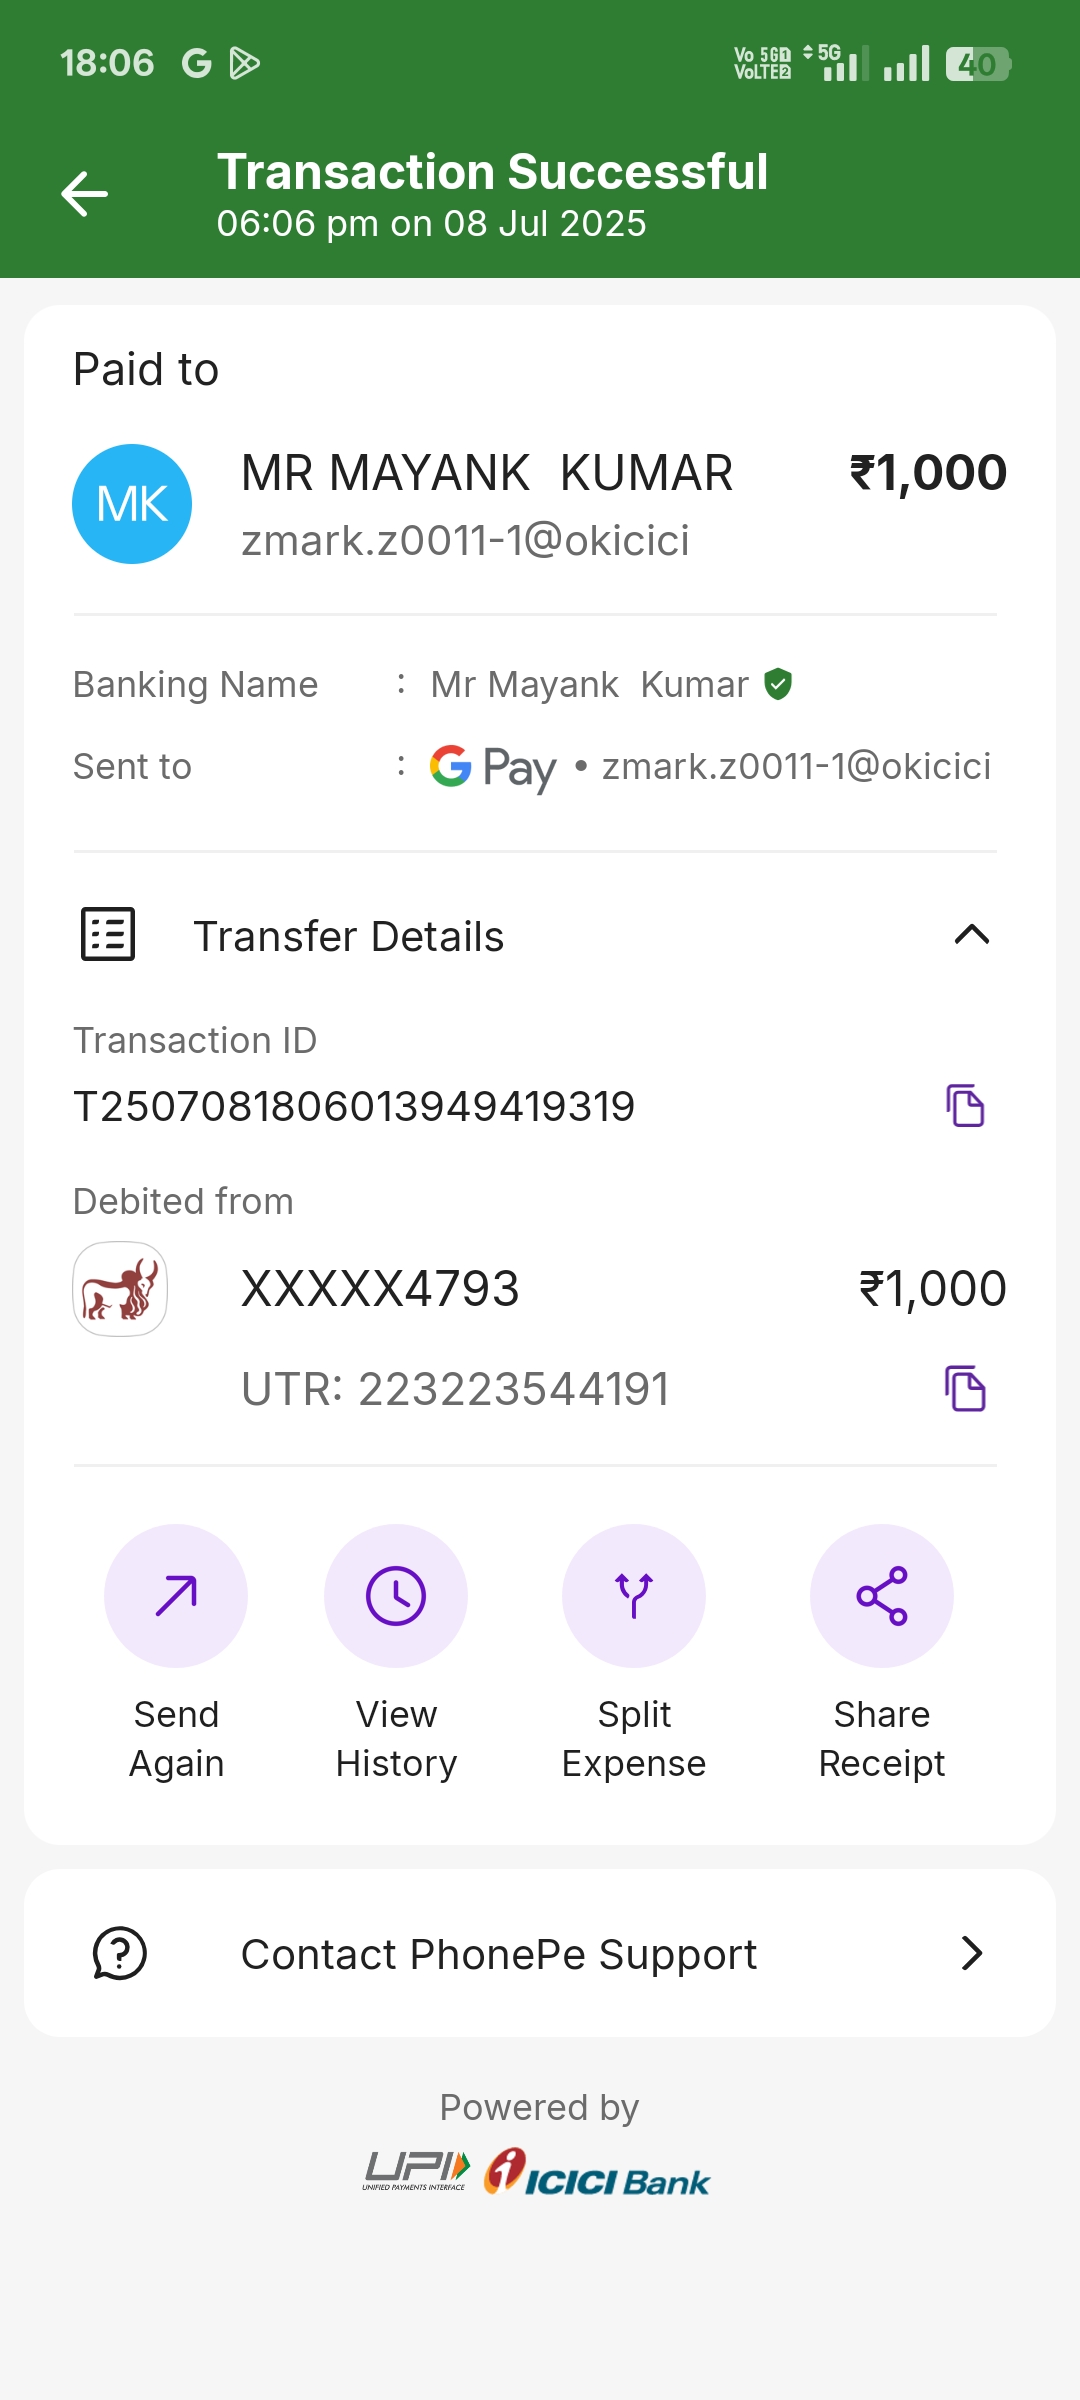 18:06
Vo 5G1
VoLTE2
5G
40
Transaction Successful
06:06 pm on 08 Jul 2025
Paid to
MK
MR MAYANK  KUMAR
₹1,000
zmark.z0011-1@okicici
Banking Name : Mr Mayank  Kumar
Sent to : G Pay • zmark.z0011-1@okicici
Transfer Details
Transaction ID
T2507081806013949419319
Debited from
XXXXX4793
₹1,000
UTR: 223223544191
Send
Again
View
History
Split
Expense
Share
Receipt
Contact PhonePe Support
Powered by
UPI
UNIFIED PAYMENTS INTERFACE
ICICI Bank